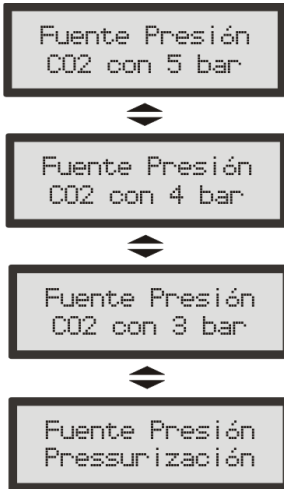 Fuente Presión
CO2 con 5 bar
Fuente Presión
CO2 con 4 bar
Fuente Presión
CO2 con 3 bar
Fuente Presión
Pressurización